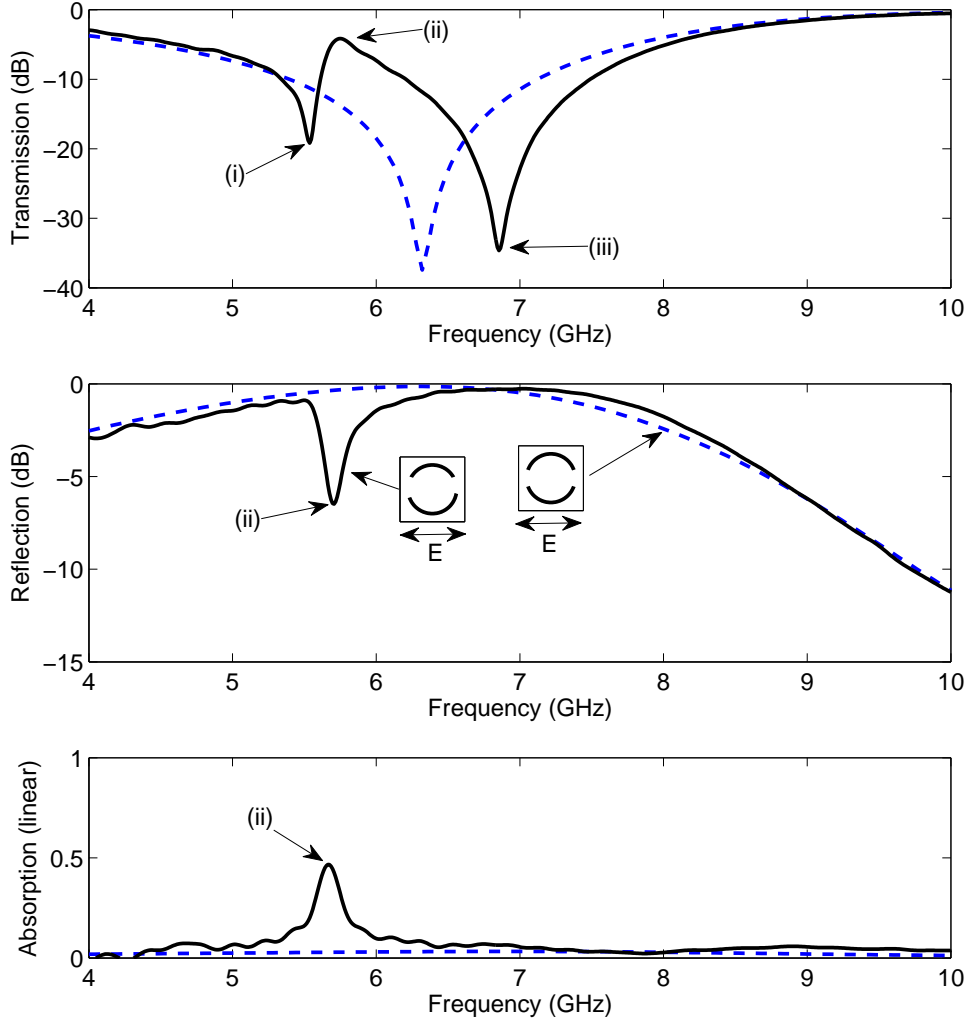 Transmission (dB)
0
−10
−20
−30
−40
(i)
(ii)
(iii)
4 5 6 7 8 9 10
Frequency (GHz)
Reflection (dB)
0
−5
−10
−15
(ii)
E
E
4 5 6 7 8 9 10
Frequency (GHz)
Absorption (linear)
1
0.5
0
(ii)
4 5 6 7 8 9 10
Frequency (GHz)